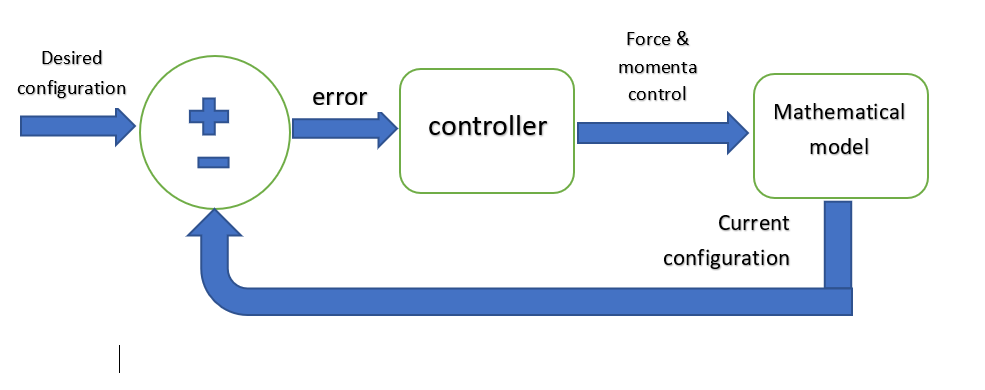 Desired
configuration
error
controller
Force &
momenta
control
Mathematical
model
Current
configuration